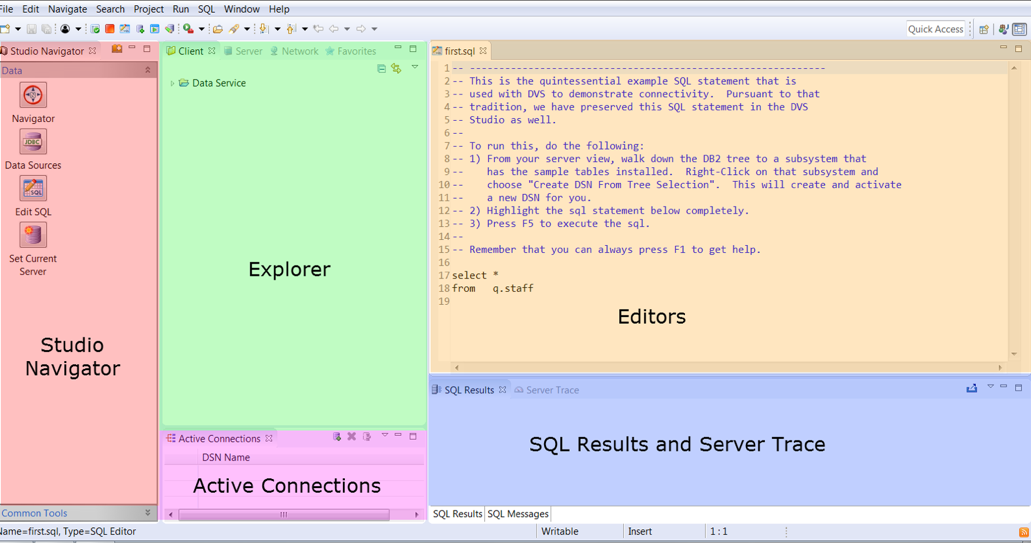 File Edit Navigate Search Project Run SQL Window Help
Quick Access
Studio Navigator
Data
Navigator
JDBC
Data Sources
SQL
Edit SQL
Set Current
Server
Studio
Navigator
Common Tools
Client Server Network Favorites
Data Service
Explorer
Active Connections
DSN Name
Active Connections
first.sql
1 -- ---------------------------------------------------------
2 -- This is the quintessential example SQL statement that is
3 -- used with DVS to demonstrate connectivity.  Pursuant to that
4 -- tradition, we have preserved this SQL statement in the DVS
5 -- Studio as well.
6 --
7 -- To run this, do the following:
8 -- 1) From your server view, walk down the DB2 tree to a subsystem that
9 --    has the sample tables installed.  Right-Click on that subsystem and
10 --    choose "Create DSN From Tree Selection".  This will create and activate
11 --    a new DSN for you.
12 -- 2) Highlight the sql statement below completely.
13 -- 3) Press F5 to execute the sql.
14 --
15 -- Remember that you can always press F1 to get help.
16
17 select *
18 from   q.staff
19
Editors
SQL Results Server Trace
SQL Results and Server Trace
SQL Results SQL Messages
Name=first.sql, Type=SQL Editor Writable Insert 1 : 1